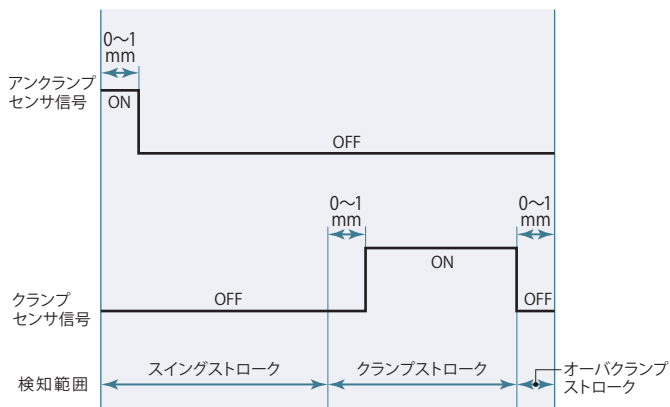 0～1
mm
アンクランプ
センサ信号
ON
OFF
0～1
mm
0～1
mm
ON
クランプ
センサ信号
OFF
OFF
検知範囲
スイングストローク
クランプストローク
オーバクランプ
ストローク